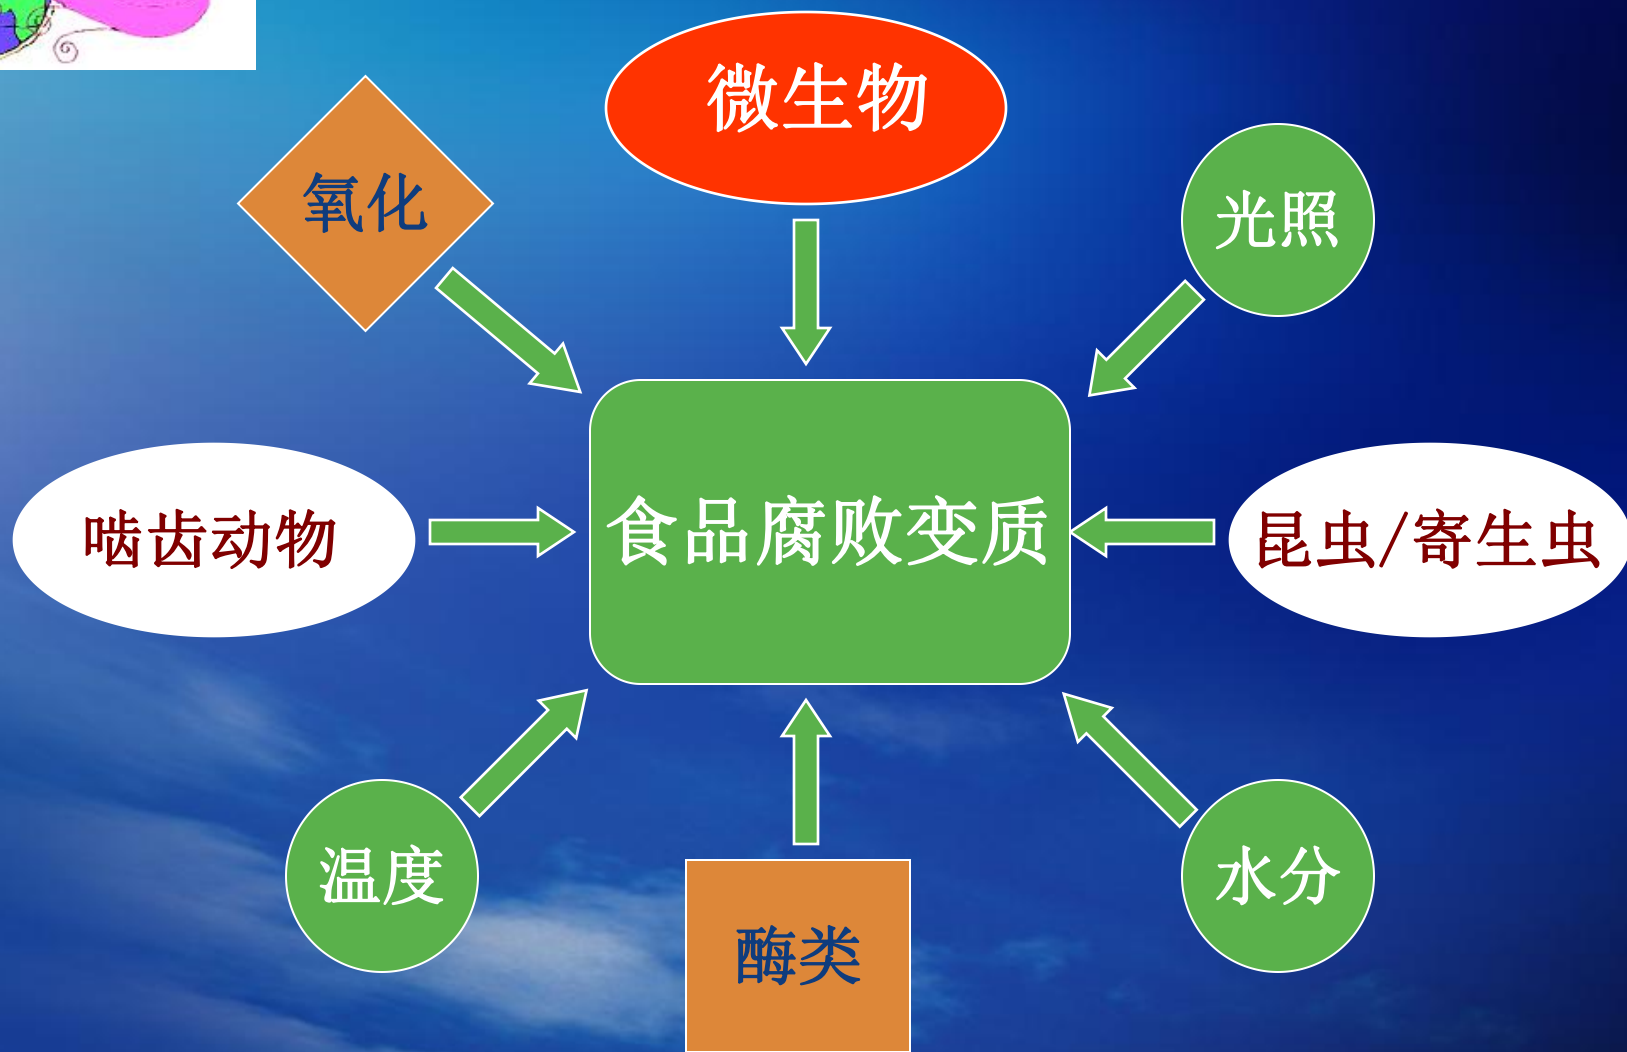 微生物
氧化
光照
啮齿动物
食品腐败变质
昆虫/寄生虫
温度
水分
酶类